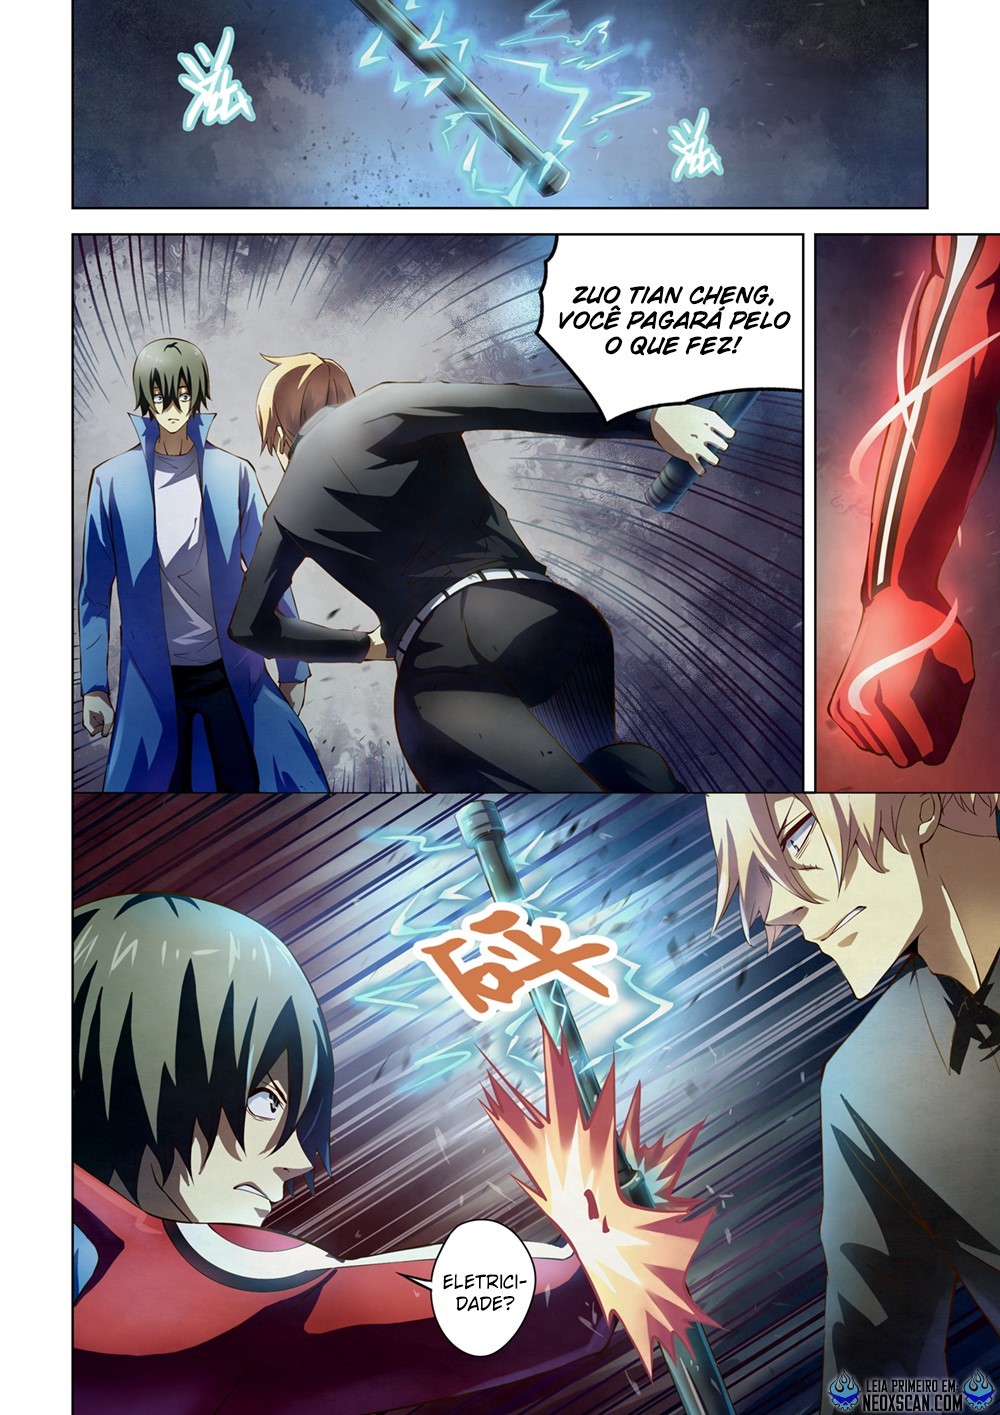 滋
滋
ZUO TIAN CHENG,
VOCÊ PAGARÁ PELO
O QUE FEZ!
砰
ELETRICI-
DADE?
LEIA PRIMEIRO EM
NEOXSCAN.COM